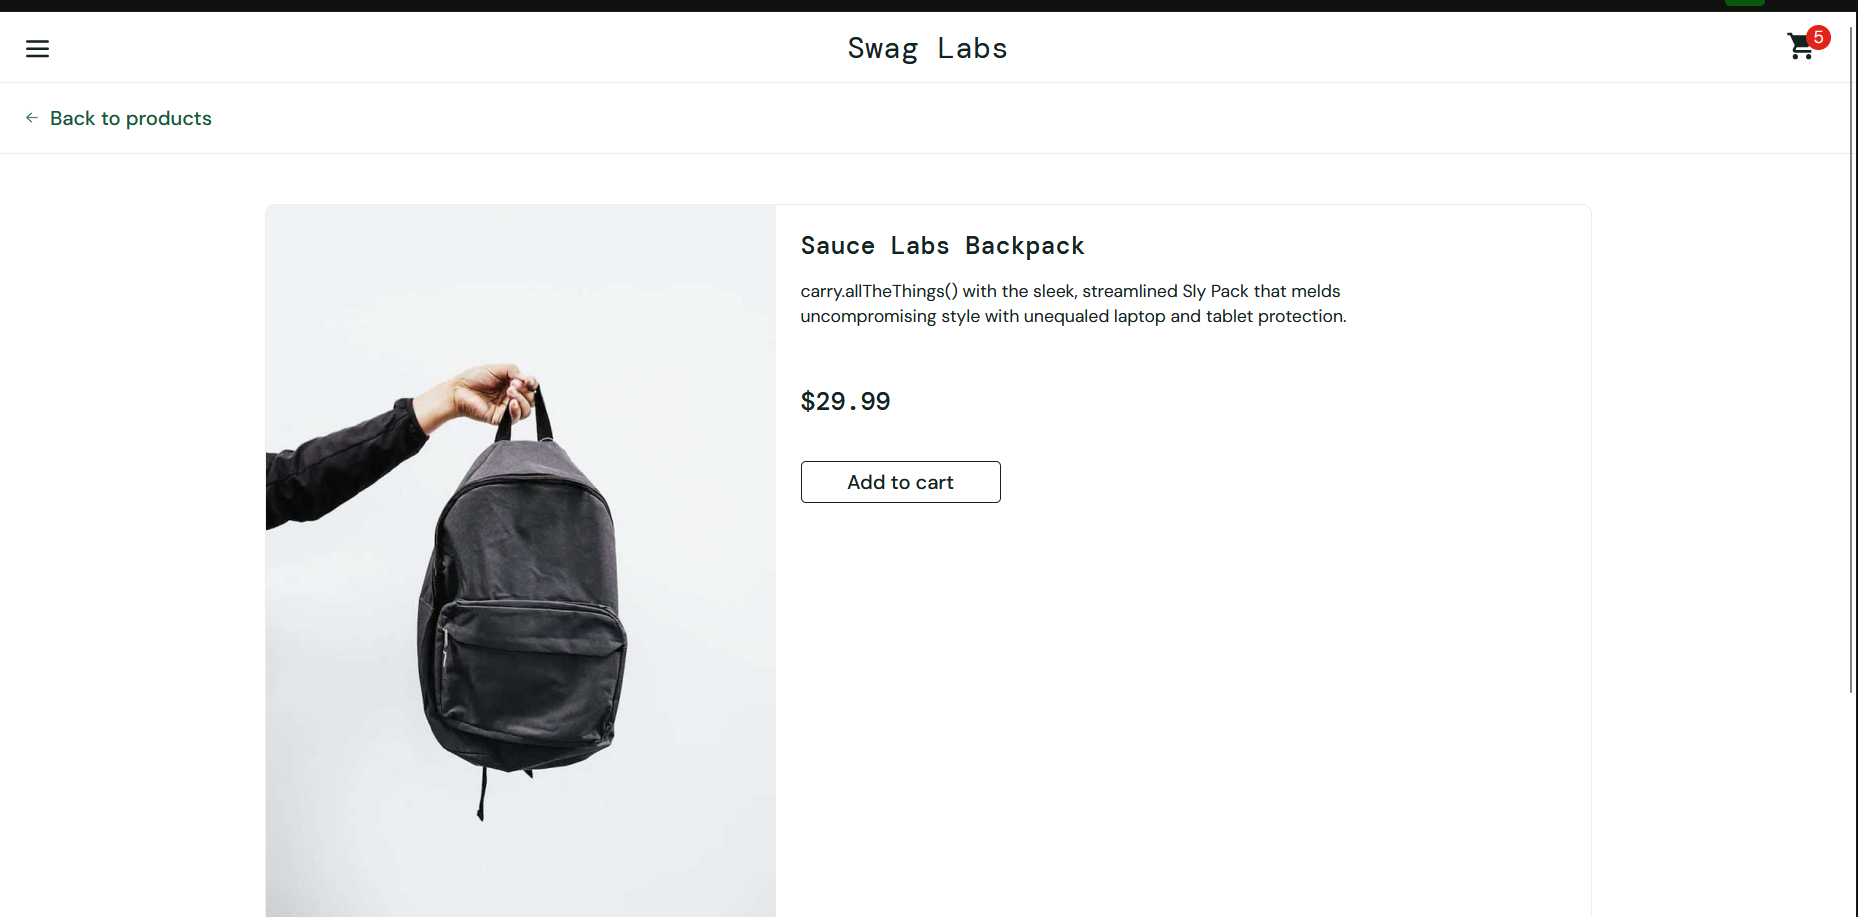 Swag Labs
5
Back to products
Sauce Labs Backpack
carry.allTheThings() with the sleek, streamlined Sly Pack that melds
uncompromising style with unequaled laptop and tablet protection.
$29.99
Add to cart